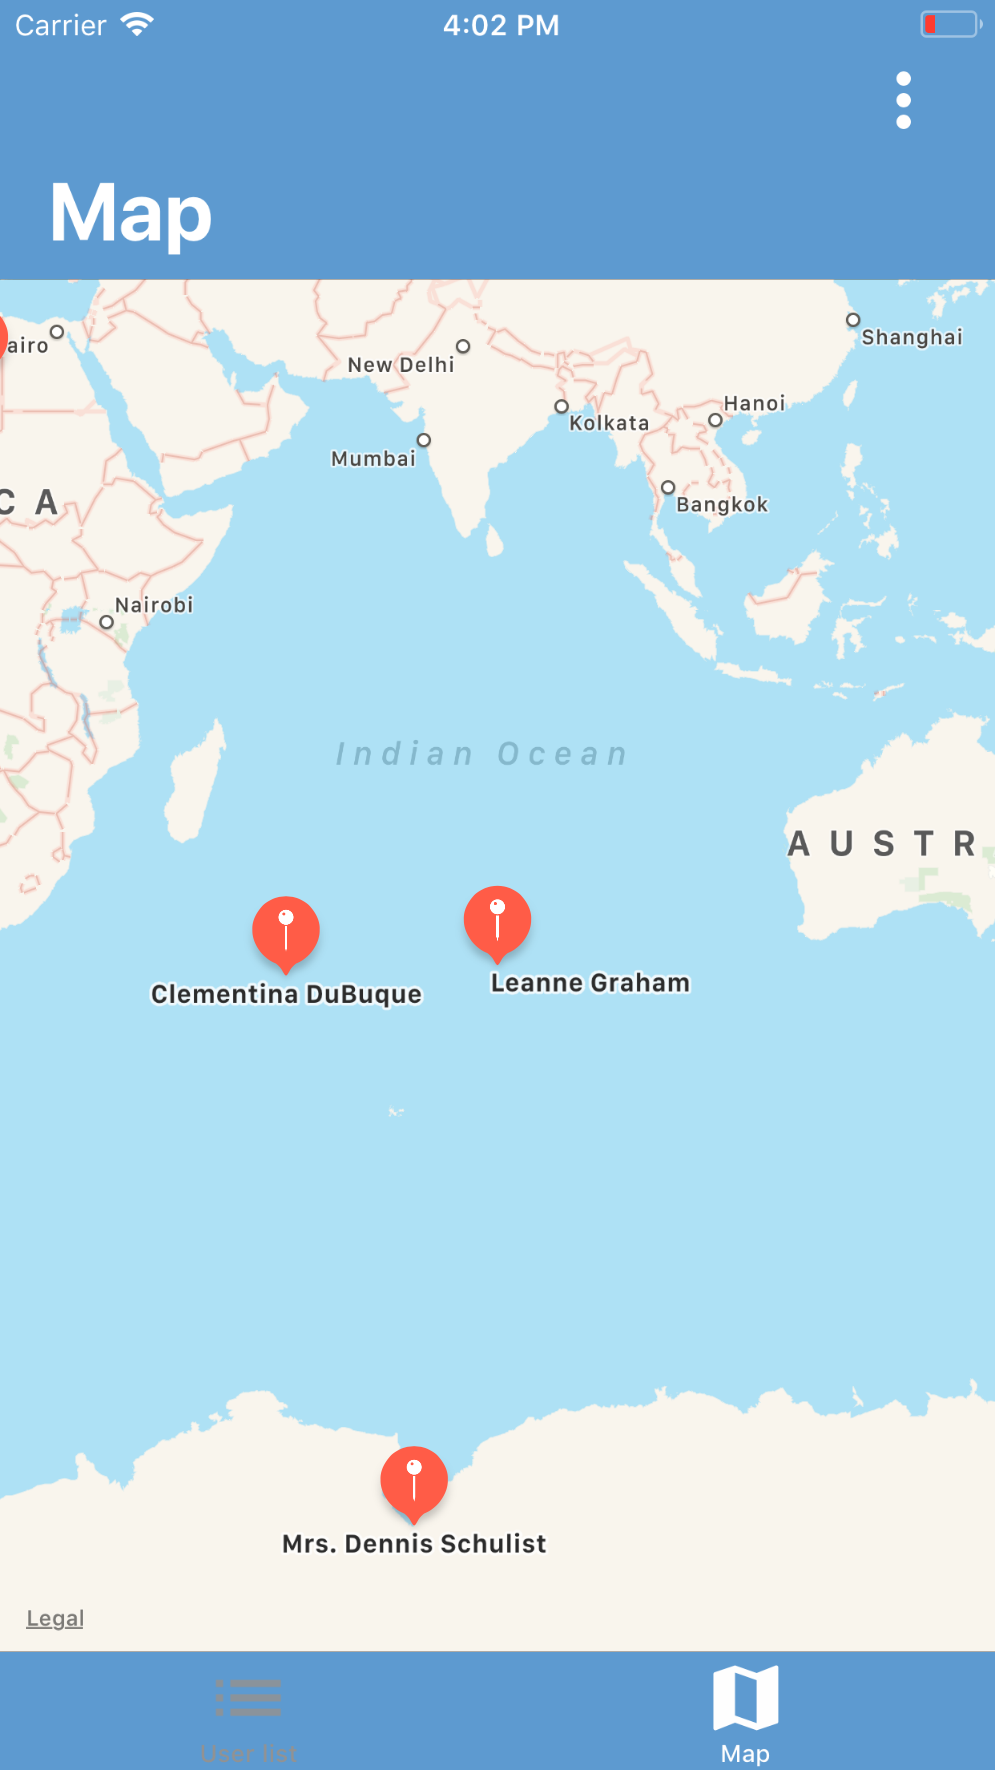 Carrier 4:02 PM
Map
airo
Shanghai
New Delhi
Hanoi
Kolkata
Mumbai
C A
Bangkok
Nairobi
Indian Ocean
AUSTR
Clementina DuBuque
Leanne Graham
Mrs. Dennis Schulist
Legal
User list
Map